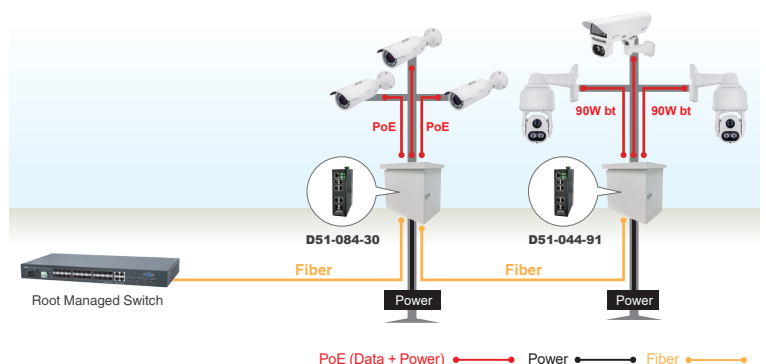 PoE PoE
90W bt 90W bt
D51-084-30
D51-044-91
Fiber
Fiber
Root Managed Switch
Power
Power
PoE (Data + Power) Power Fiber